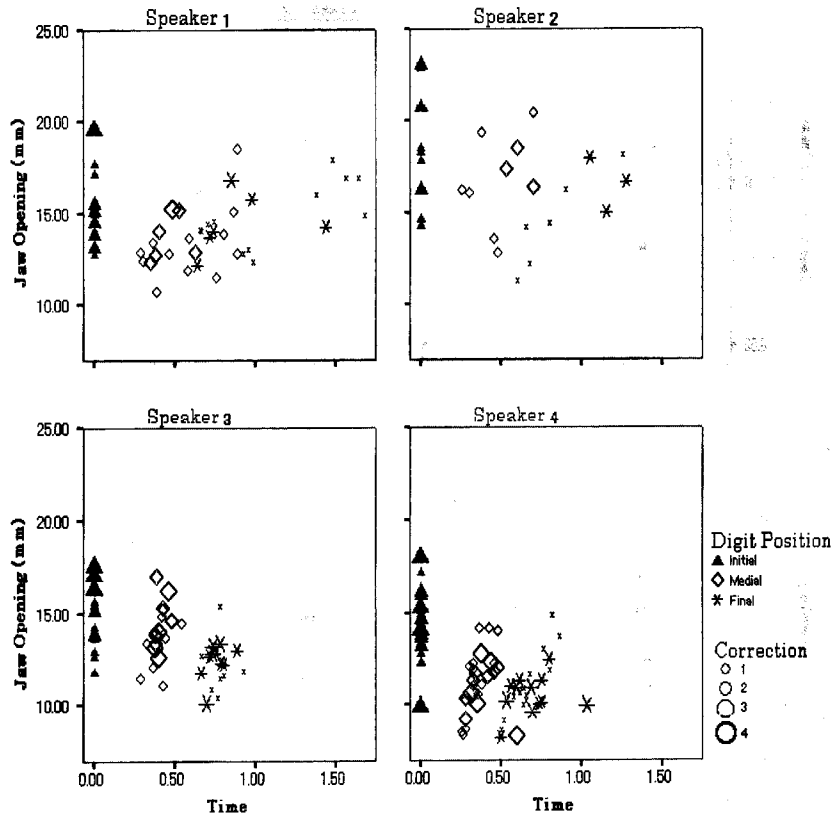 Speaker 1
Speaker 2
25.00
20.00
15.00
10.00
Jaw Opening (mm)
Speaker 3
Speaker 4
25.00
20.00
15.00
10.00
Jaw Opening (mm)
0.00 0.50 1.00 1.50
0.00 0.50 1.00 1.50
Time
Time
Digit Position
Initial
Medial
Final
Correction
1
2
3
4